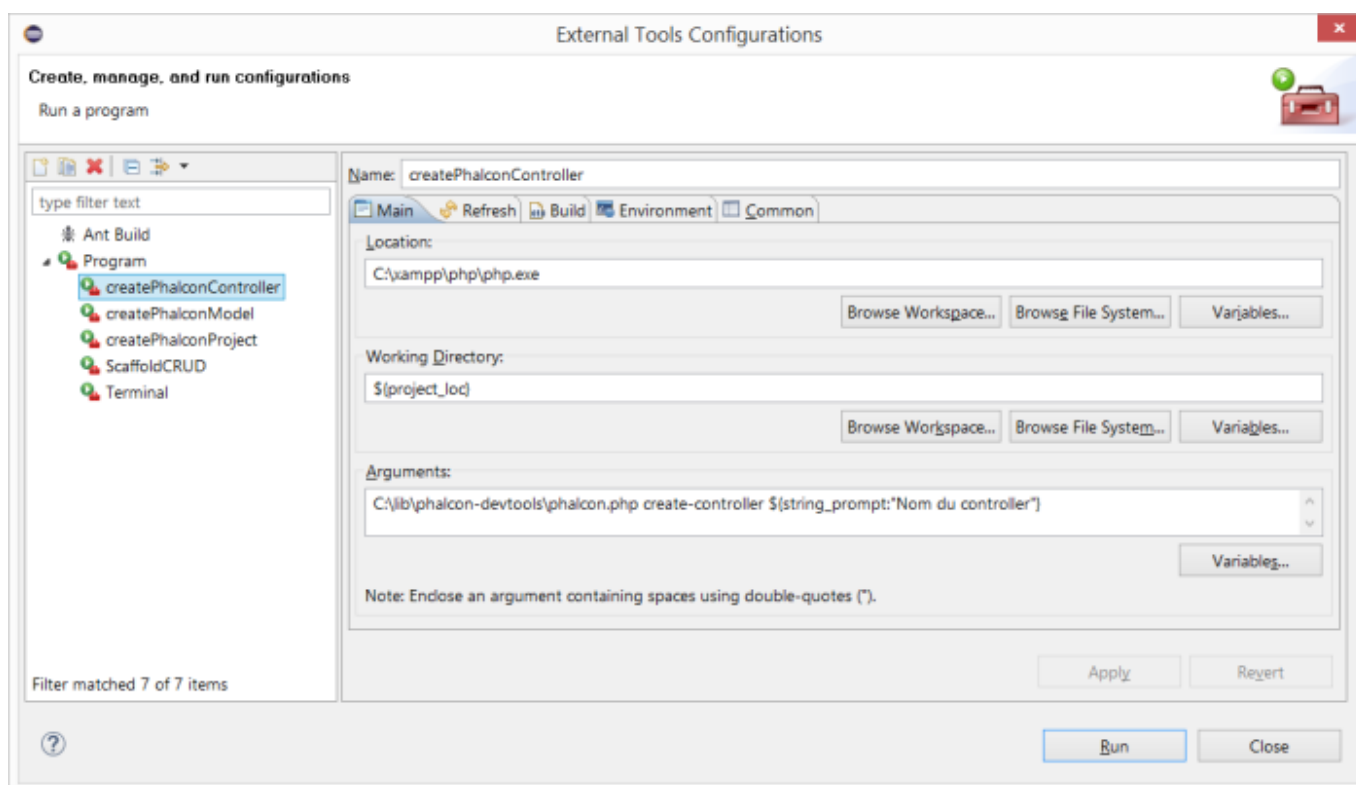 External Tools Configurations
Create, manage, and run configurations
Run a program
type filter text
Ant Build
Program
createPhalconController
createPhalconModel
createPhalconProject
ScaffoldCRUD
Terminal
Filter matched 7 of 7 items
Name: createPhalconController
Main Refresh Build Environment Common
Location:
C:\xampp\php\php.exe
Browse Workspace... Browse File System... Variables...
Working Directory:
${project_loc}
Browse Workspace... Browse File System... Variables...
Arguments:
C:\lib\phalcon-devtools\phalcon.php create-controller ${string_prompt:"Nom du controller"}
Variables...
Note: Enclose an argument containing spaces using double-quotes (").
Apply Revert
Run Close